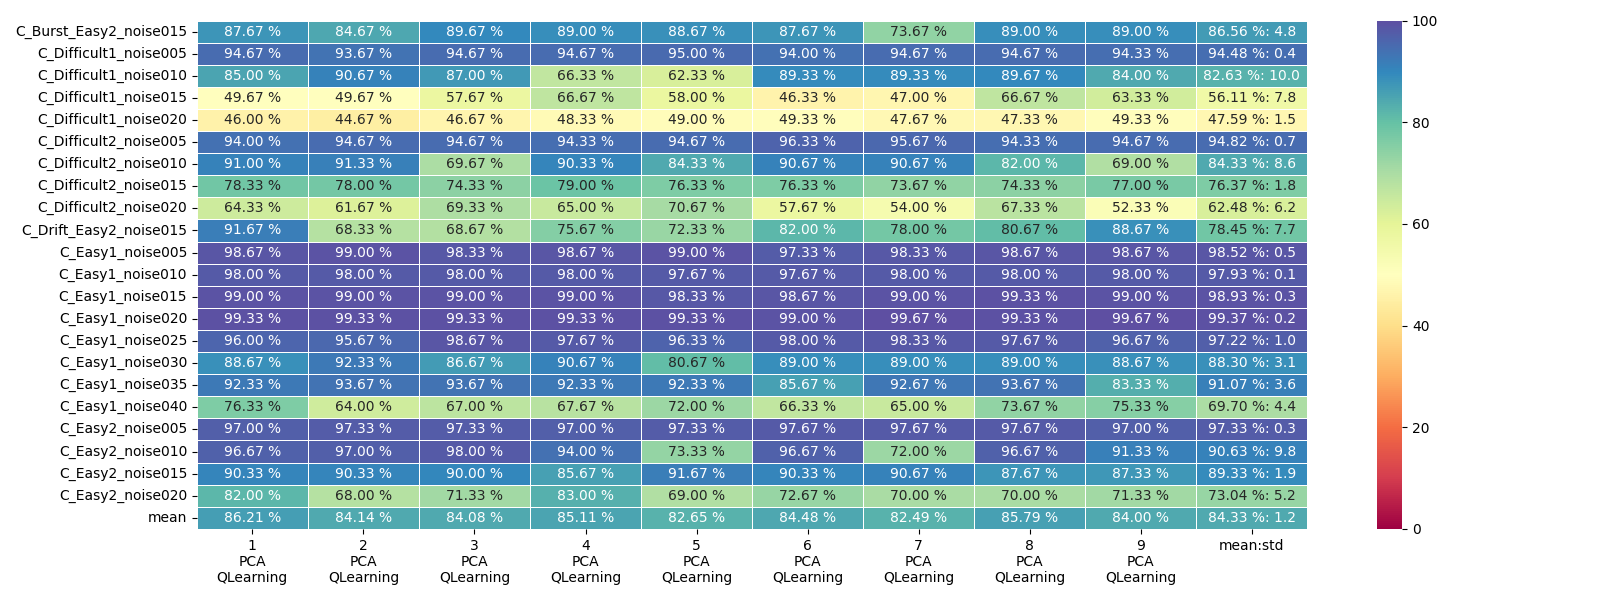 C_Burst_Easy2_noise015 87.67 % 84.67 % 89.67 % 89.00 % 88.67 % 87.67 % 73.67 % 89.00 % 89.00 % 86.56 %: 4.8
C_Difficult1_noise005 94.67 % 93.67 % 94.67 % 94.67 % 95.00 % 94.00 % 94.67 % 94.67 % 94.33 % 94.48 %: 0.4
C_Difficult1_noise010 85.00 % 90.67 % 87.00 % 66.33 % 62.33 % 89.33 % 89.33 % 89.67 % 84.00 % 82.63 %: 10.0
C_Difficult1_noise015 49.67 % 49.67 % 57.67 % 66.67 % 58.00 % 46.33 % 47.00 % 66.67 % 63.33 % 56.11 %: 7.8
C_Difficult1_noise020 46.00 % 44.67 % 46.67 % 48.33 % 49.00 % 49.33 % 47.67 % 47.33 % 49.33 % 47.59 %: 1.5
C_Difficult2_noise005 94.00 % 94.67 % 94.67 % 94.33 % 94.67 % 96.33 % 95.67 % 94.33 % 94.67 % 94.82 %: 0.7
C_Difficult2_noise010 91.00 % 91.33 % 69.67 % 90.33 % 84.33 % 90.67 % 90.67 % 82.00 % 69.00 % 84.33 %: 8.6
C_Difficult2_noise015 78.33 % 78.00 % 74.33 % 79.00 % 76.33 % 76.33 % 73.67 % 74.33 % 77.00 % 76.37 %: 1.8
C_Difficult2_noise020 64.33 % 61.67 % 69.33 % 65.00 % 70.67 % 57.67 % 54.00 % 67.33 % 52.33 % 62.48 %: 6.2
C_Drift_Easy2_noise015 91.67 % 68.33 % 68.67 % 75.67 % 72.33 % 82.00 % 78.00 % 80.67 % 88.67 % 78.45 %: 7.7
C_Easy1_noise005 98.67 % 99.00 % 98.33 % 98.67 % 99.00 % 97.33 % 98.33 % 98.67 % 98.67 % 98.52 %: 0.5
C_Easy1_noise010 98.00 % 98.00 % 98.00 % 98.00 % 97.67 % 97.67 % 98.00 % 98.00 % 98.00 % 97.93 %: 0.1
C_Easy1_noise015 99.00 % 99.00 % 99.00 % 99.00 % 98.33 % 98.67 % 99.00 % 99.33 % 99.00 % 98.93 %: 0.3
C_Easy1_noise020 99.33 % 99.33 % 99.33 % 99.33 % 99.33 % 99.00 % 99.67 % 99.33 % 99.67 % 99.37 %: 0.2
C_Easy1_noise025 96.00 % 95.67 % 98.67 % 97.67 % 96.33 % 98.00 % 98.33 % 97.67 % 96.67 % 97.22 %: 1.0
C_Easy1_noise030 88.67 % 92.33 % 86.67 % 90.67 % 80.67 % 89.00 % 89.00 % 89.00 % 88.67 % 88.30 %: 3.1
C_Easy1_noise035 92.33 % 93.67 % 93.67 % 92.33 % 92.33 % 85.67 % 92.67 % 93.67 % 83.33 % 91.07 %: 3.6
C_Easy1_noise040 76.33 % 64.00 % 67.00 % 67.67 % 72.00 % 66.33 % 65.00 % 73.67 % 75.33 % 69.70 %: 4.4
C_Easy2_noise005 97.00 % 97.33 % 97.33 % 97.00 % 97.33 % 97.67 % 97.67 % 97.67 % 97.00 % 97.33 %: 0.3
C_Easy2_noise010 96.67 % 97.00 % 98.00 % 94.00 % 73.33 % 96.67 % 72.00 % 96.67 % 91.33 % 90.63 %: 9.8
C_Easy2_noise015 90.33 % 90.33 % 90.00 % 85.67 % 91.67 % 90.33 % 90.67 % 87.67 % 87.33 % 89.33 %: 1.9
C_Easy2_noise020 82.00 % 68.00 % 71.33 % 83.00 % 69.00 % 72.67 % 70.00 % 70.00 % 71.33 % 73.04 %: 5.2
mean 86.21 % 84.14 % 84.08 % 85.11 % 82.65 % 84.48 % 82.49 % 85.79 % 84.00 % 84.33 %: 1.2
1 2 3 4 5 6 7 8 9 mean:std
PCA PCA PCA PCA PCA PCA PCA PCA PCA
QLearning QLearning QLearning QLearning QLearning QLearning QLearning QLearning QLearning
100
80
60
40
20
0